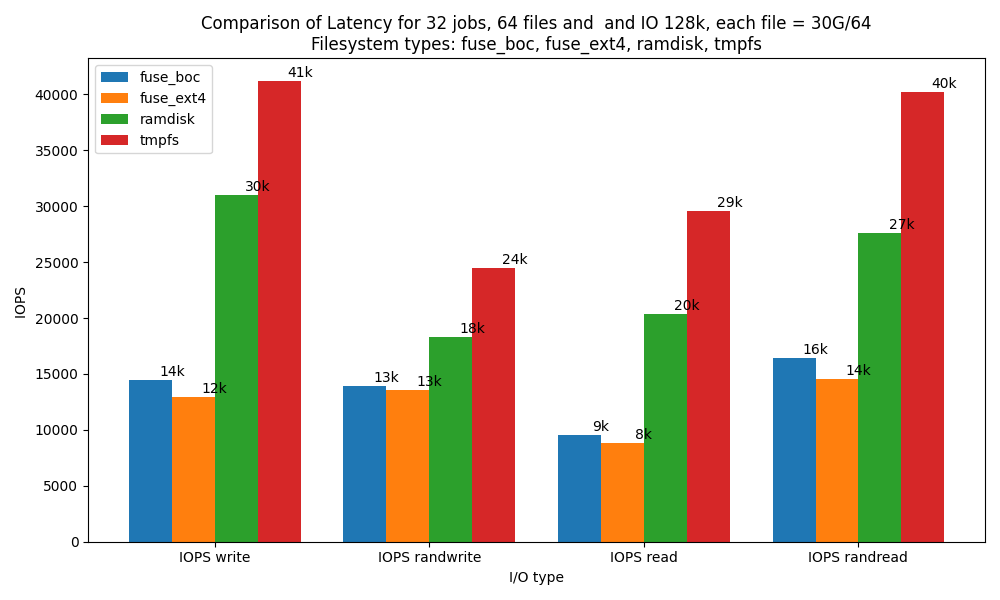 Comparison of Latency for 32 jobs, 64 files and  and IO 128k, each file = 30G/64
Filesystem types: fuse_boc, fuse_ext4, ramdisk, tmpfs
fuse_boc
fuse_ext4
ramdisk
tmpfs
IOPS
40000
35000
30000
25000
20000
15000
10000
5000
0
14k
12k
30k
41k
13k
13k
18k
24k
9k
8k
20k
29k
16k
14k
27k
40k
IOPS write
IOPS randwrite
IOPS read
IOPS randread
I/O type